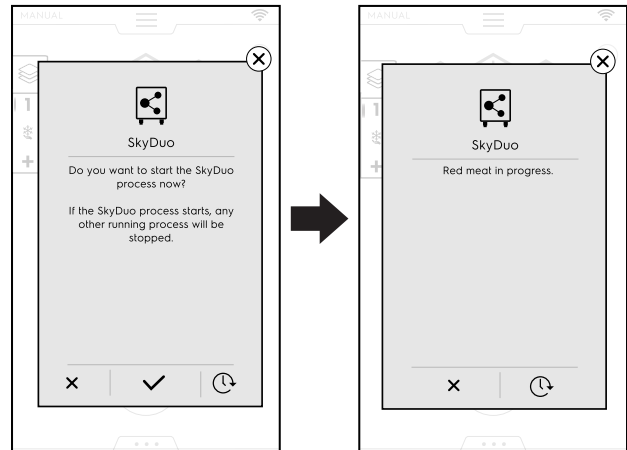 MANUAL
SkyDuo
Do you want to start the SkyDuo
process now?
If the SkyDuo process starts, any
other running process will be
stopped.
MANUAL
SkyDuo
Red meat in progress.